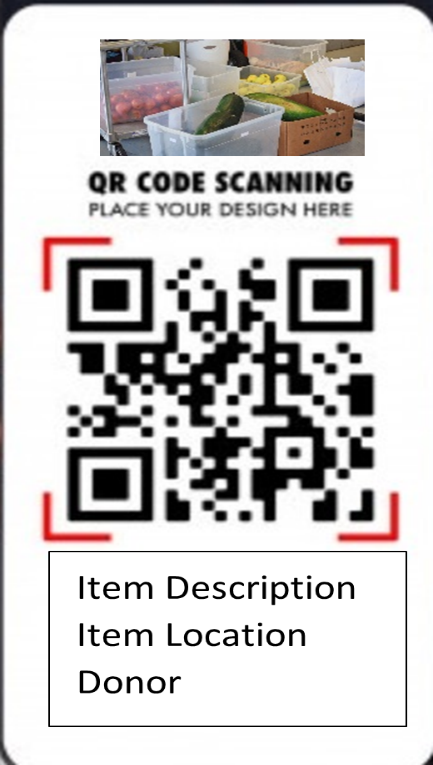 QR CODE SCANNING
PLACE YOUR DESIGN HERE
Item Description
Item Location
Donor